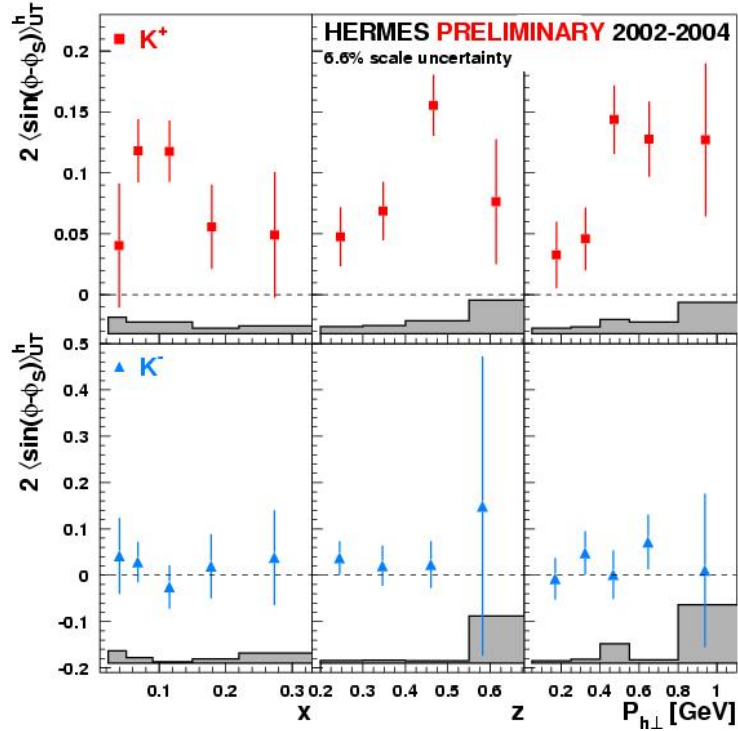 HERMES PRELIMINARY 2002-2004
6.6% scale uncertainty
K+
2 ⟨sin(ϕ-ϕS)⟩hUT
0.2
0.15
0.1
0.05
0
K-
2 ⟨sin(ϕ-ϕS)⟩hUT
0.5
0.4
0.3
0.2
0.1
0
-0.1
-0.2
0.1 0.2 0.3 0.2 0.3 0.4 0.5 0.6 0.2 0.4 0.6 0.8 1
x z Ph⊥ [GeV]